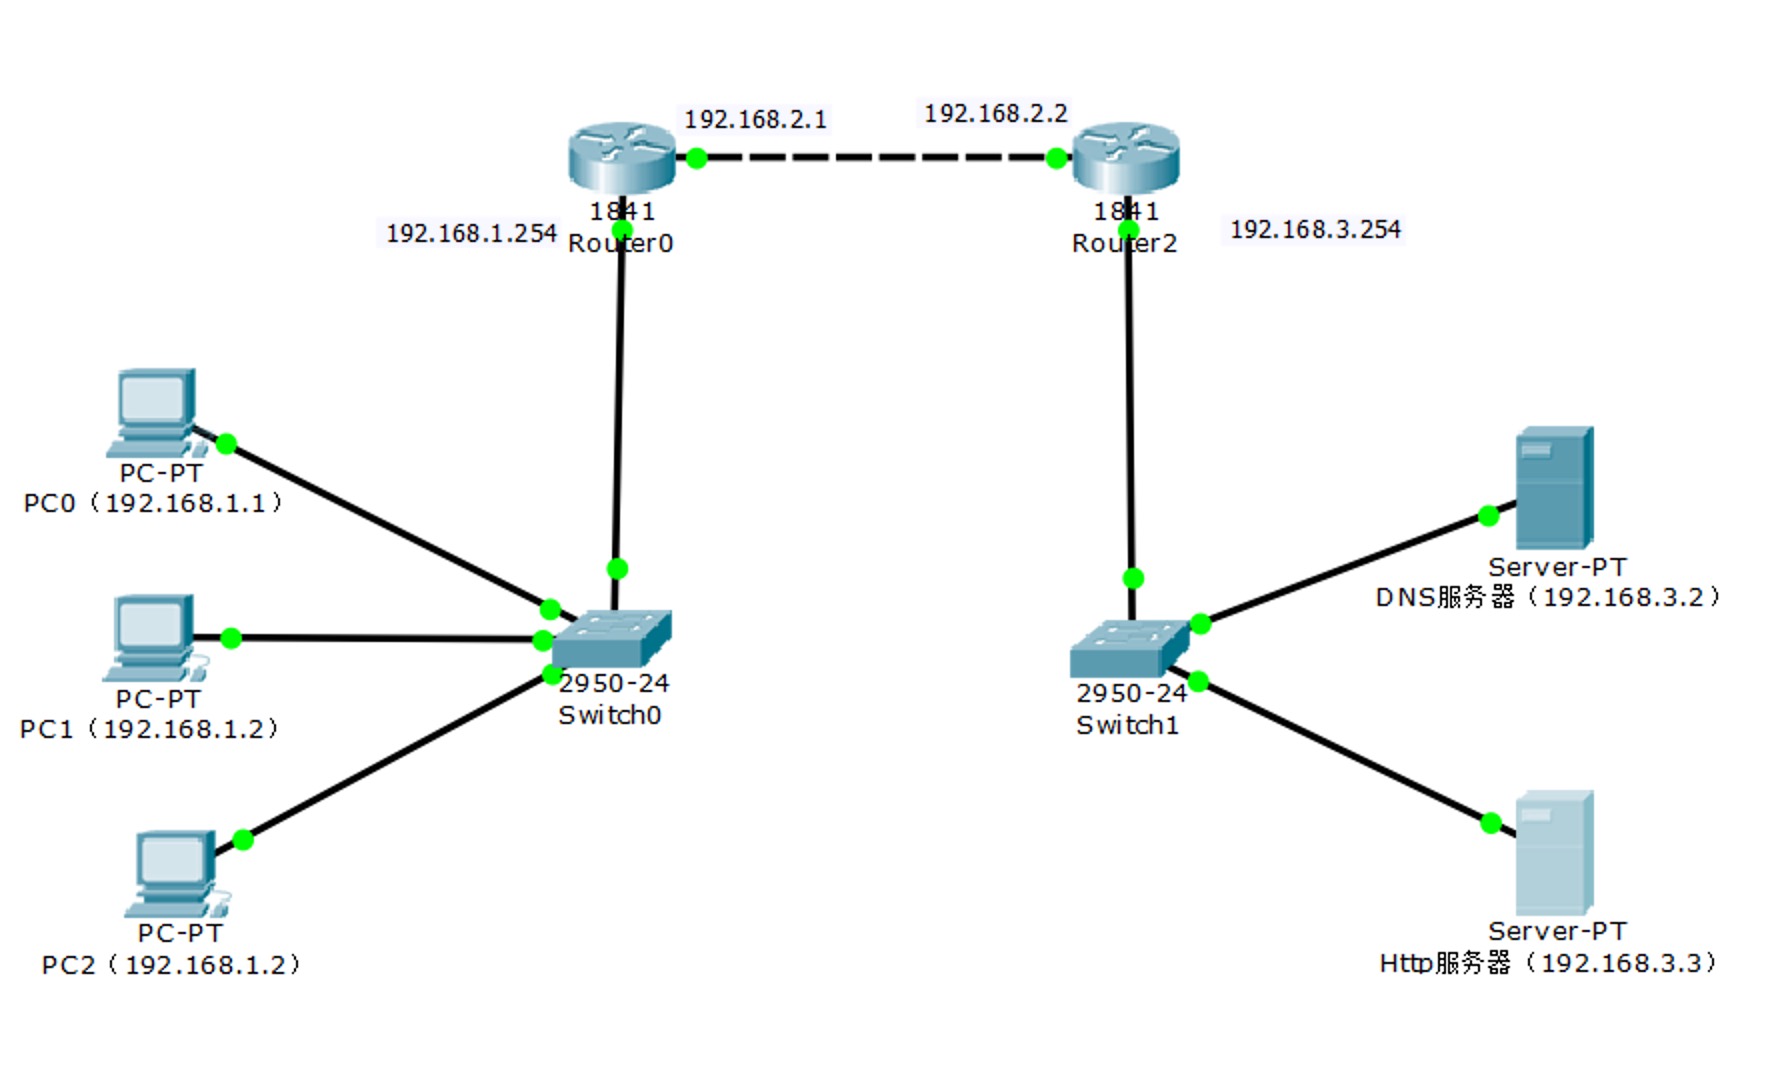 192.168.2.1
192.168.2.2
1841
Router0
1841
Router2
192.168.1.254
192.168.3.254
PC-PT
PC0（192.168.1.1）
PC-PT
PC1（192.168.1.2）
PC-PT
PC2（192.168.1.2）
2950-24
Switch0
2950-24
Switch1
Server-PT
DNS服务器（192.168.3.2）
Server-PT
Http服务器（192.168.3.3）